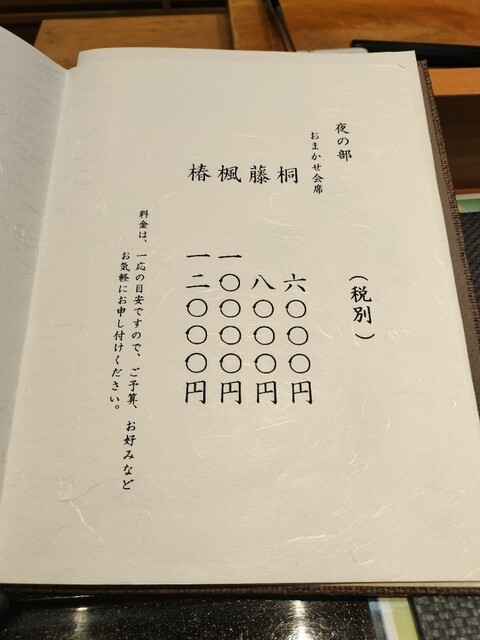 夜の部
(税別)
おまかせ会席
桐 六〇〇〇円
藤 八〇〇〇円
楓 一〇〇〇〇円
椿 一二〇〇〇円
料金は、一応の目安ですので、ご予算、お好みなど
お気軽にお申し付けください。